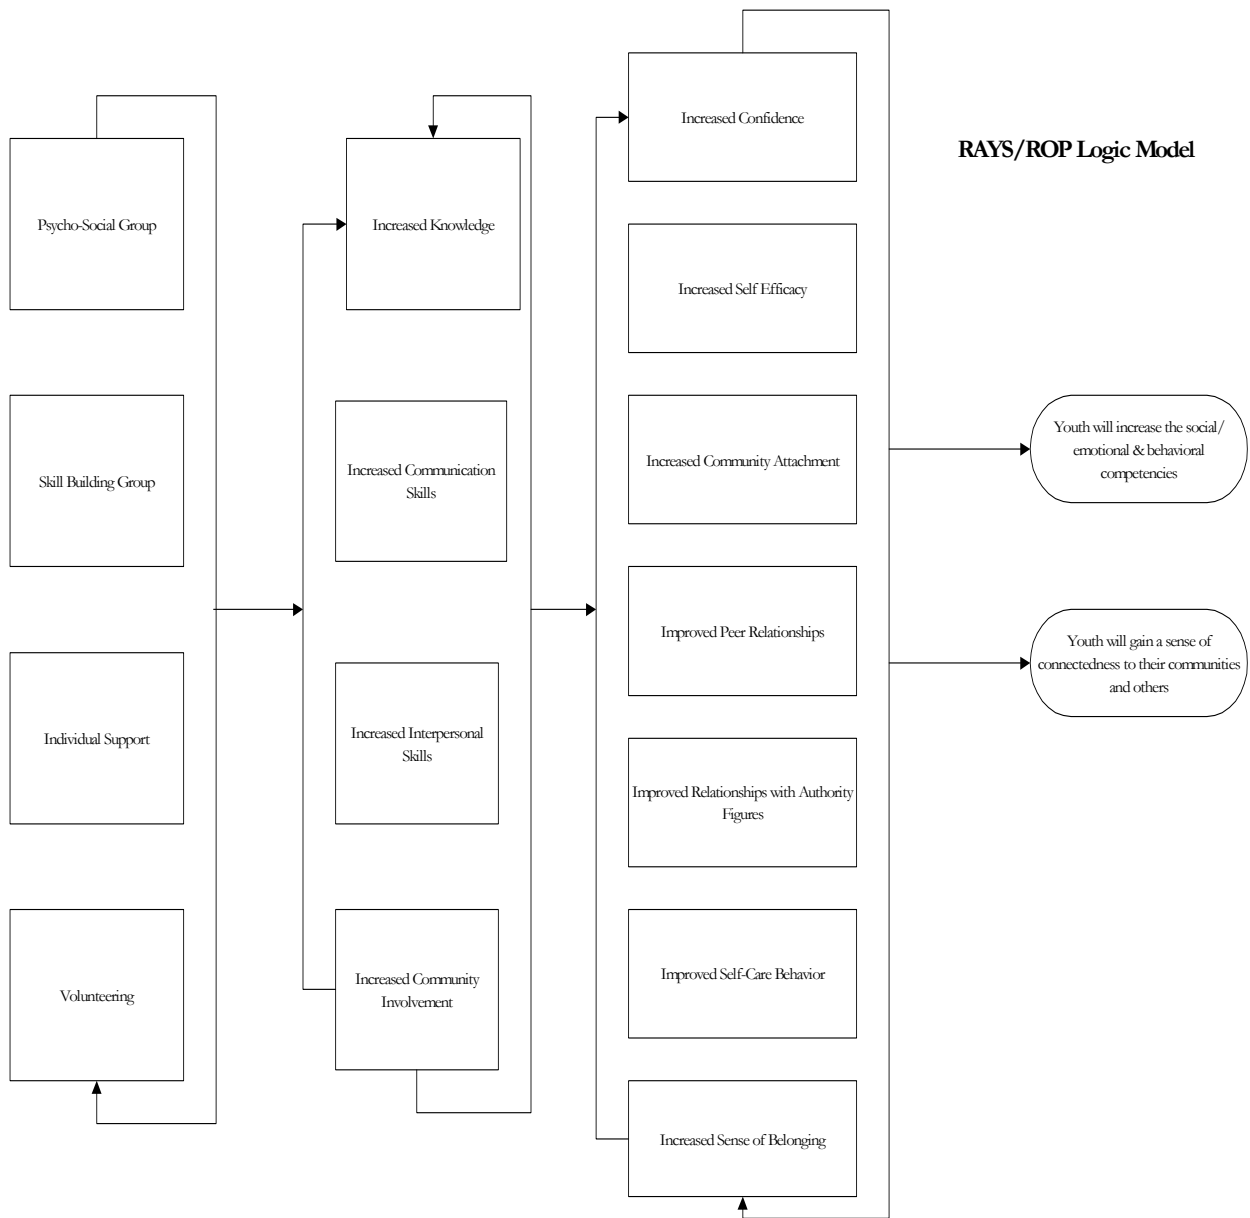 RAYS/ROP Logic Model
Psycho-Social Group
Skill Building Group
Individual Support
Volunteering
Increased Knowledge
Increased Communication
Skills
Increased Interpersonal
Skills
Increased Community
Involvement
Increased Confidence
Increased Self Efficacy
Increased Community Attachment
Improved Peer Relationships
Improved Relationships with Authority
Figures
Improved Self-Care Behavior
Increased Sense of Belonging
Youth will increase the social/
emotional & behavioral
competencies
Youth will gain a sense of
connectedness to their communities
and others